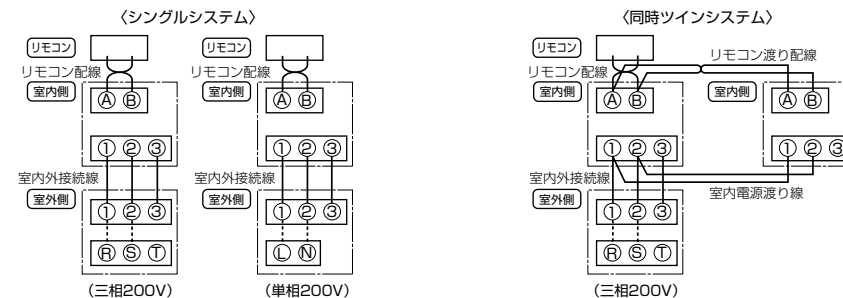 〈シングルシステム〉
リモコン
リモコン配線
室内側
Ⓐ Ⓑ
① ② ③
室内外接続線
室外側
① ② ③
Ⓡ Ⓢ Ⓣ
(三相200V)
リモコン
リモコン配線
室内側
Ⓐ Ⓑ
① ② ③
室内外接続線
室外側
① ② ③
Ⓛ Ⓝ
(単相200V)
〈同時ツインシステム〉
リモコン
リモコン配線
室内側
Ⓐ Ⓑ
① ② ③
リモコン渡り配線
室内側
Ⓐ Ⓑ
① ② ③
室内電源渡り線
室内外接続線
室外側
① ② ③
Ⓡ Ⓢ Ⓣ
(三相200V)